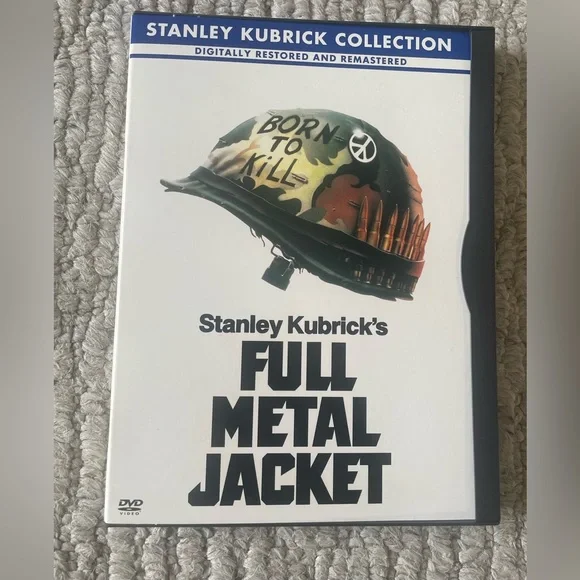 STANLEY KUBRICK COLLECTION
DIGITALLY RESTORED AND REMASTERED
BORN
TO
KILL
Stanley Kubrick's
FULL
METAL
JACKET
DVD
VIDEO